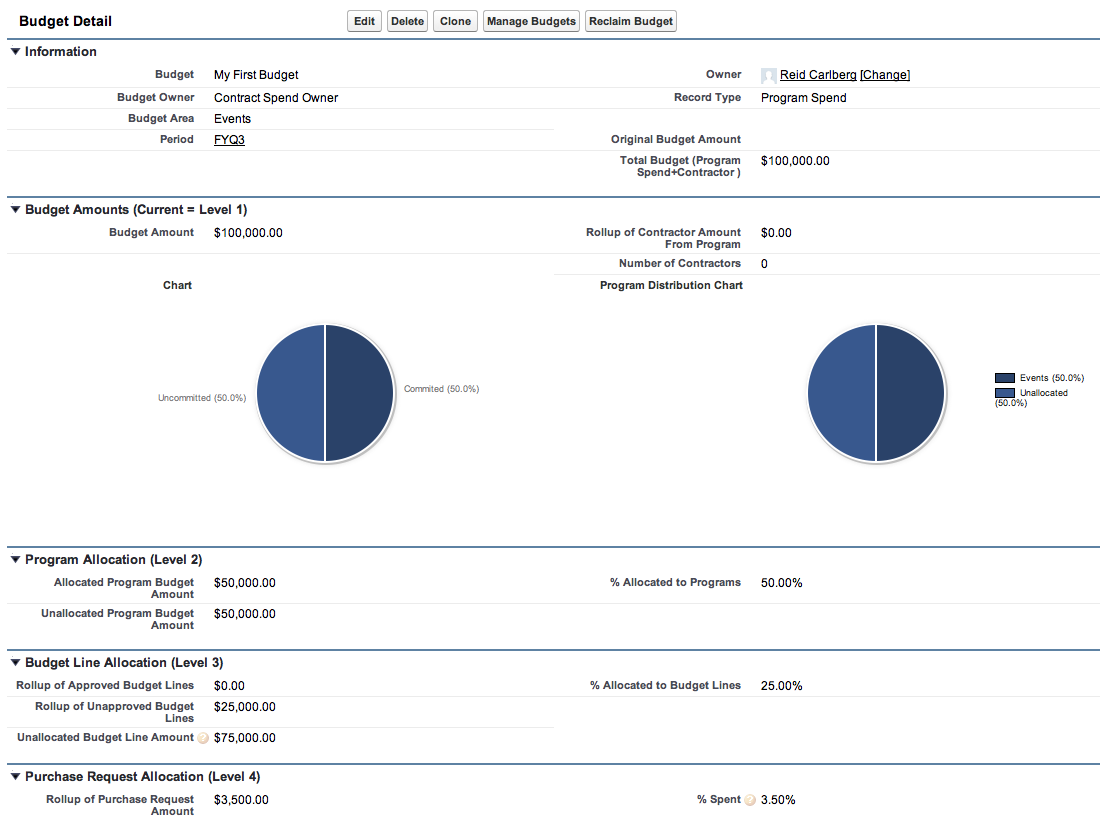 Budget Detail
Edit Delete Clone Manage Budgets Reclaim Budget
Information
Budget My First Budget Owner Reid Carlberg [Change]
Budget Owner Contract Spend Owner Record Type Program Spend
Budget Area Events
Period FYQ3 Original Budget Amount
Total Budget (Program $100,000.00
Spend+Contractor )
Budget Amounts (Current = Level 1)
Budget Amount $100,000.00 Rollup of Contractor Amount $0.00
From Program
Number of Contractors 0
Chart Program Distribution Chart
Uncommitted (50.0%) Commited (50.0%)
Events (50.0%)
Unallocated
(50.0%)
Program Allocation (Level 2)
Allocated Program Budget $50,000.00 % Allocated to Programs 50.00%
Amount
Unallocated Program Budget $50,000.00
Amount
Budget Line Allocation (Level 3)
Rollup of Approved Budget Lines $0.00 % Allocated to Budget Lines 25.00%
Rollup of Unapproved Budget $25,000.00
Lines
Unallocated Budget Line Amount ? $75,000.00
Purchase Request Allocation (Level 4)
Rollup of Purchase Request $3,500.00 % Spent ? 3.50%
Amount